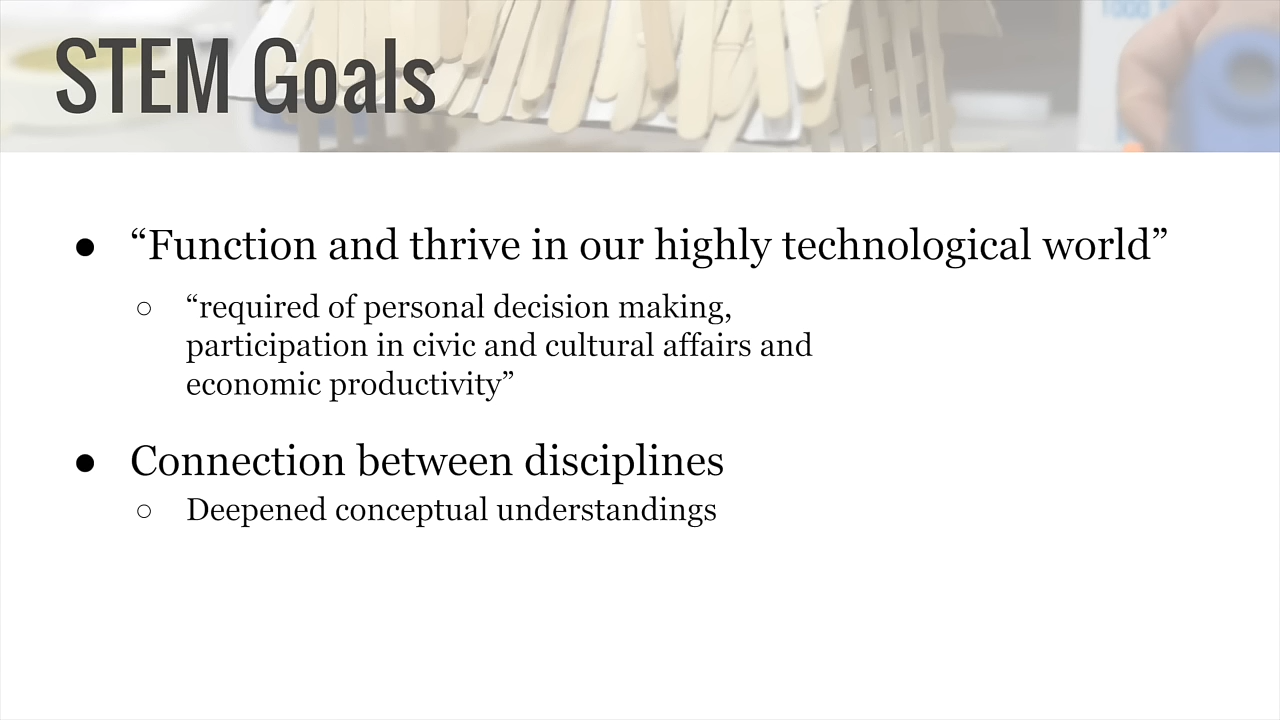 STEM Goals
● “Function and thrive in our highly technological world”
○ “required of personal decision making,
participation in civic and cultural affairs and
economic productivity”
● Connection between disciplines
○ Deepened conceptual understandings